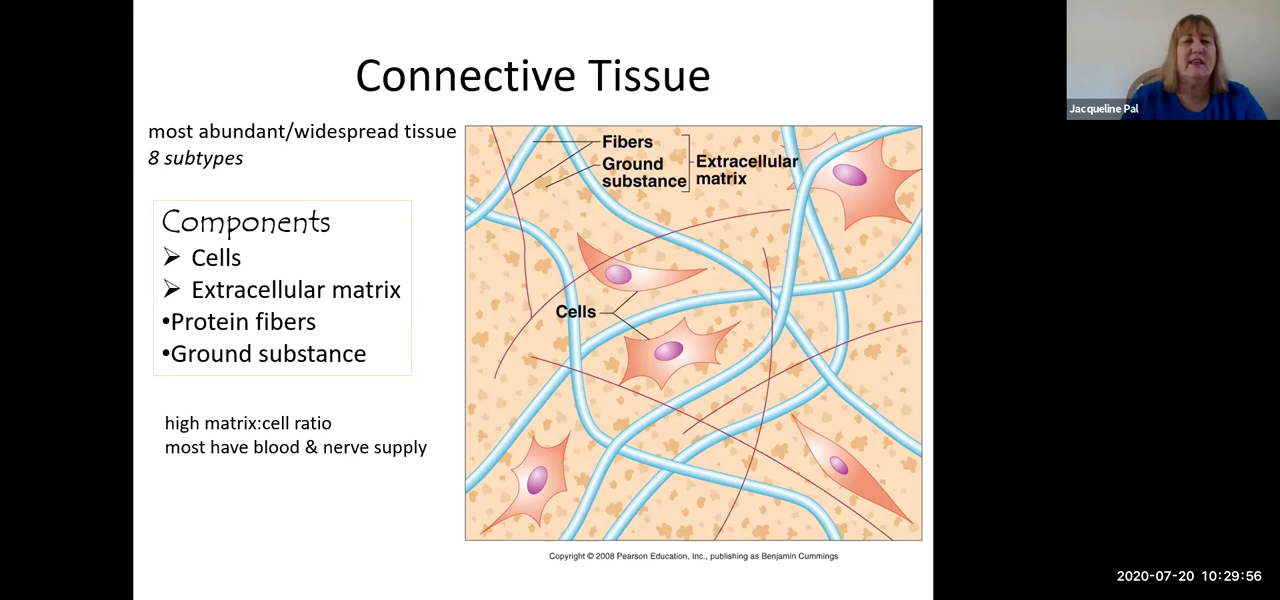 Connective Tissue
most abundant/widespread tissue
8 subtypes
Components
➢ Cells
➢ Extracellular matrix
•Protein fibers
•Ground substance
high matrix:cell ratio
most have blood & nerve supply
Fibers
Ground
substance
Extracellular
matrix
Cells
Copyright © 2008 Pearson Education, Inc., publishing as Benjamin Cummings
Jacqueline Pal
2020-07-20 10:29:56